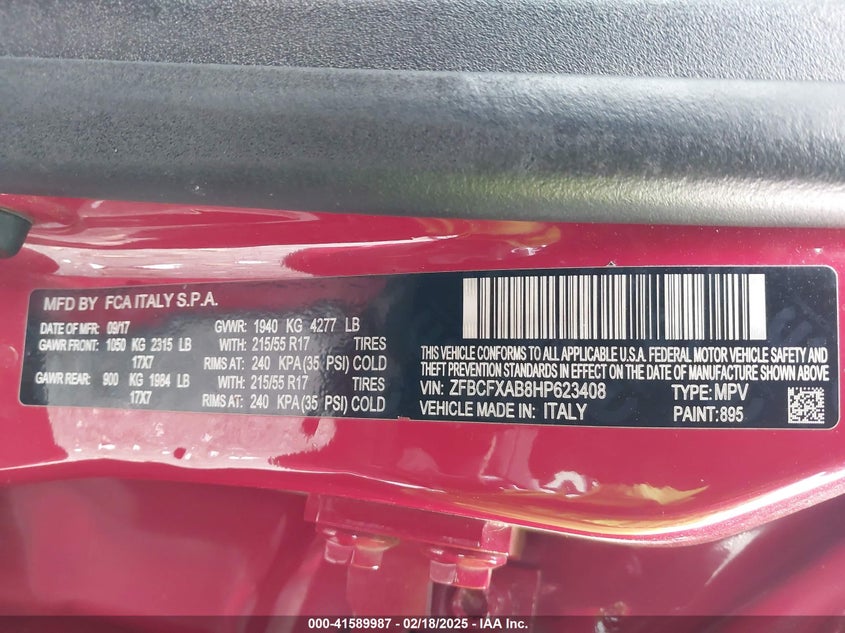 MFD BY FCA ITALY S.P.A.
DATE OF MFR: 09/17 GVWR: 1940 KG 4277 LB
GAWR FRONT: 1050 KG 2315 LB WITH: 215/55 R17 TIRES
17X7 RIMS AT: 240 KPA (35 PSI) COLD
GAWR REAR: 900 KG 1984 LB WITH: 215/55 R17 TIRES
17X7 RIMS AT: 240 KPA (35 PSI) COLD
THIS VEHICLE CONFORMS TO ALL APPLICABLE U.S.A. FEDERAL MOTOR VEHICLE SAFETY AND
THEFT PREVENTION STANDARDS IN EFFECT ON THE DATE OF MANUFACTURE SHOWN ABOVE.
VIN: ZFBCFXAB8HP623408 TYPE: MPV
VEHICLE MADE IN: ITALY PAINT: 895
000-41589987 - 02/18/2025 - IAA Inc.